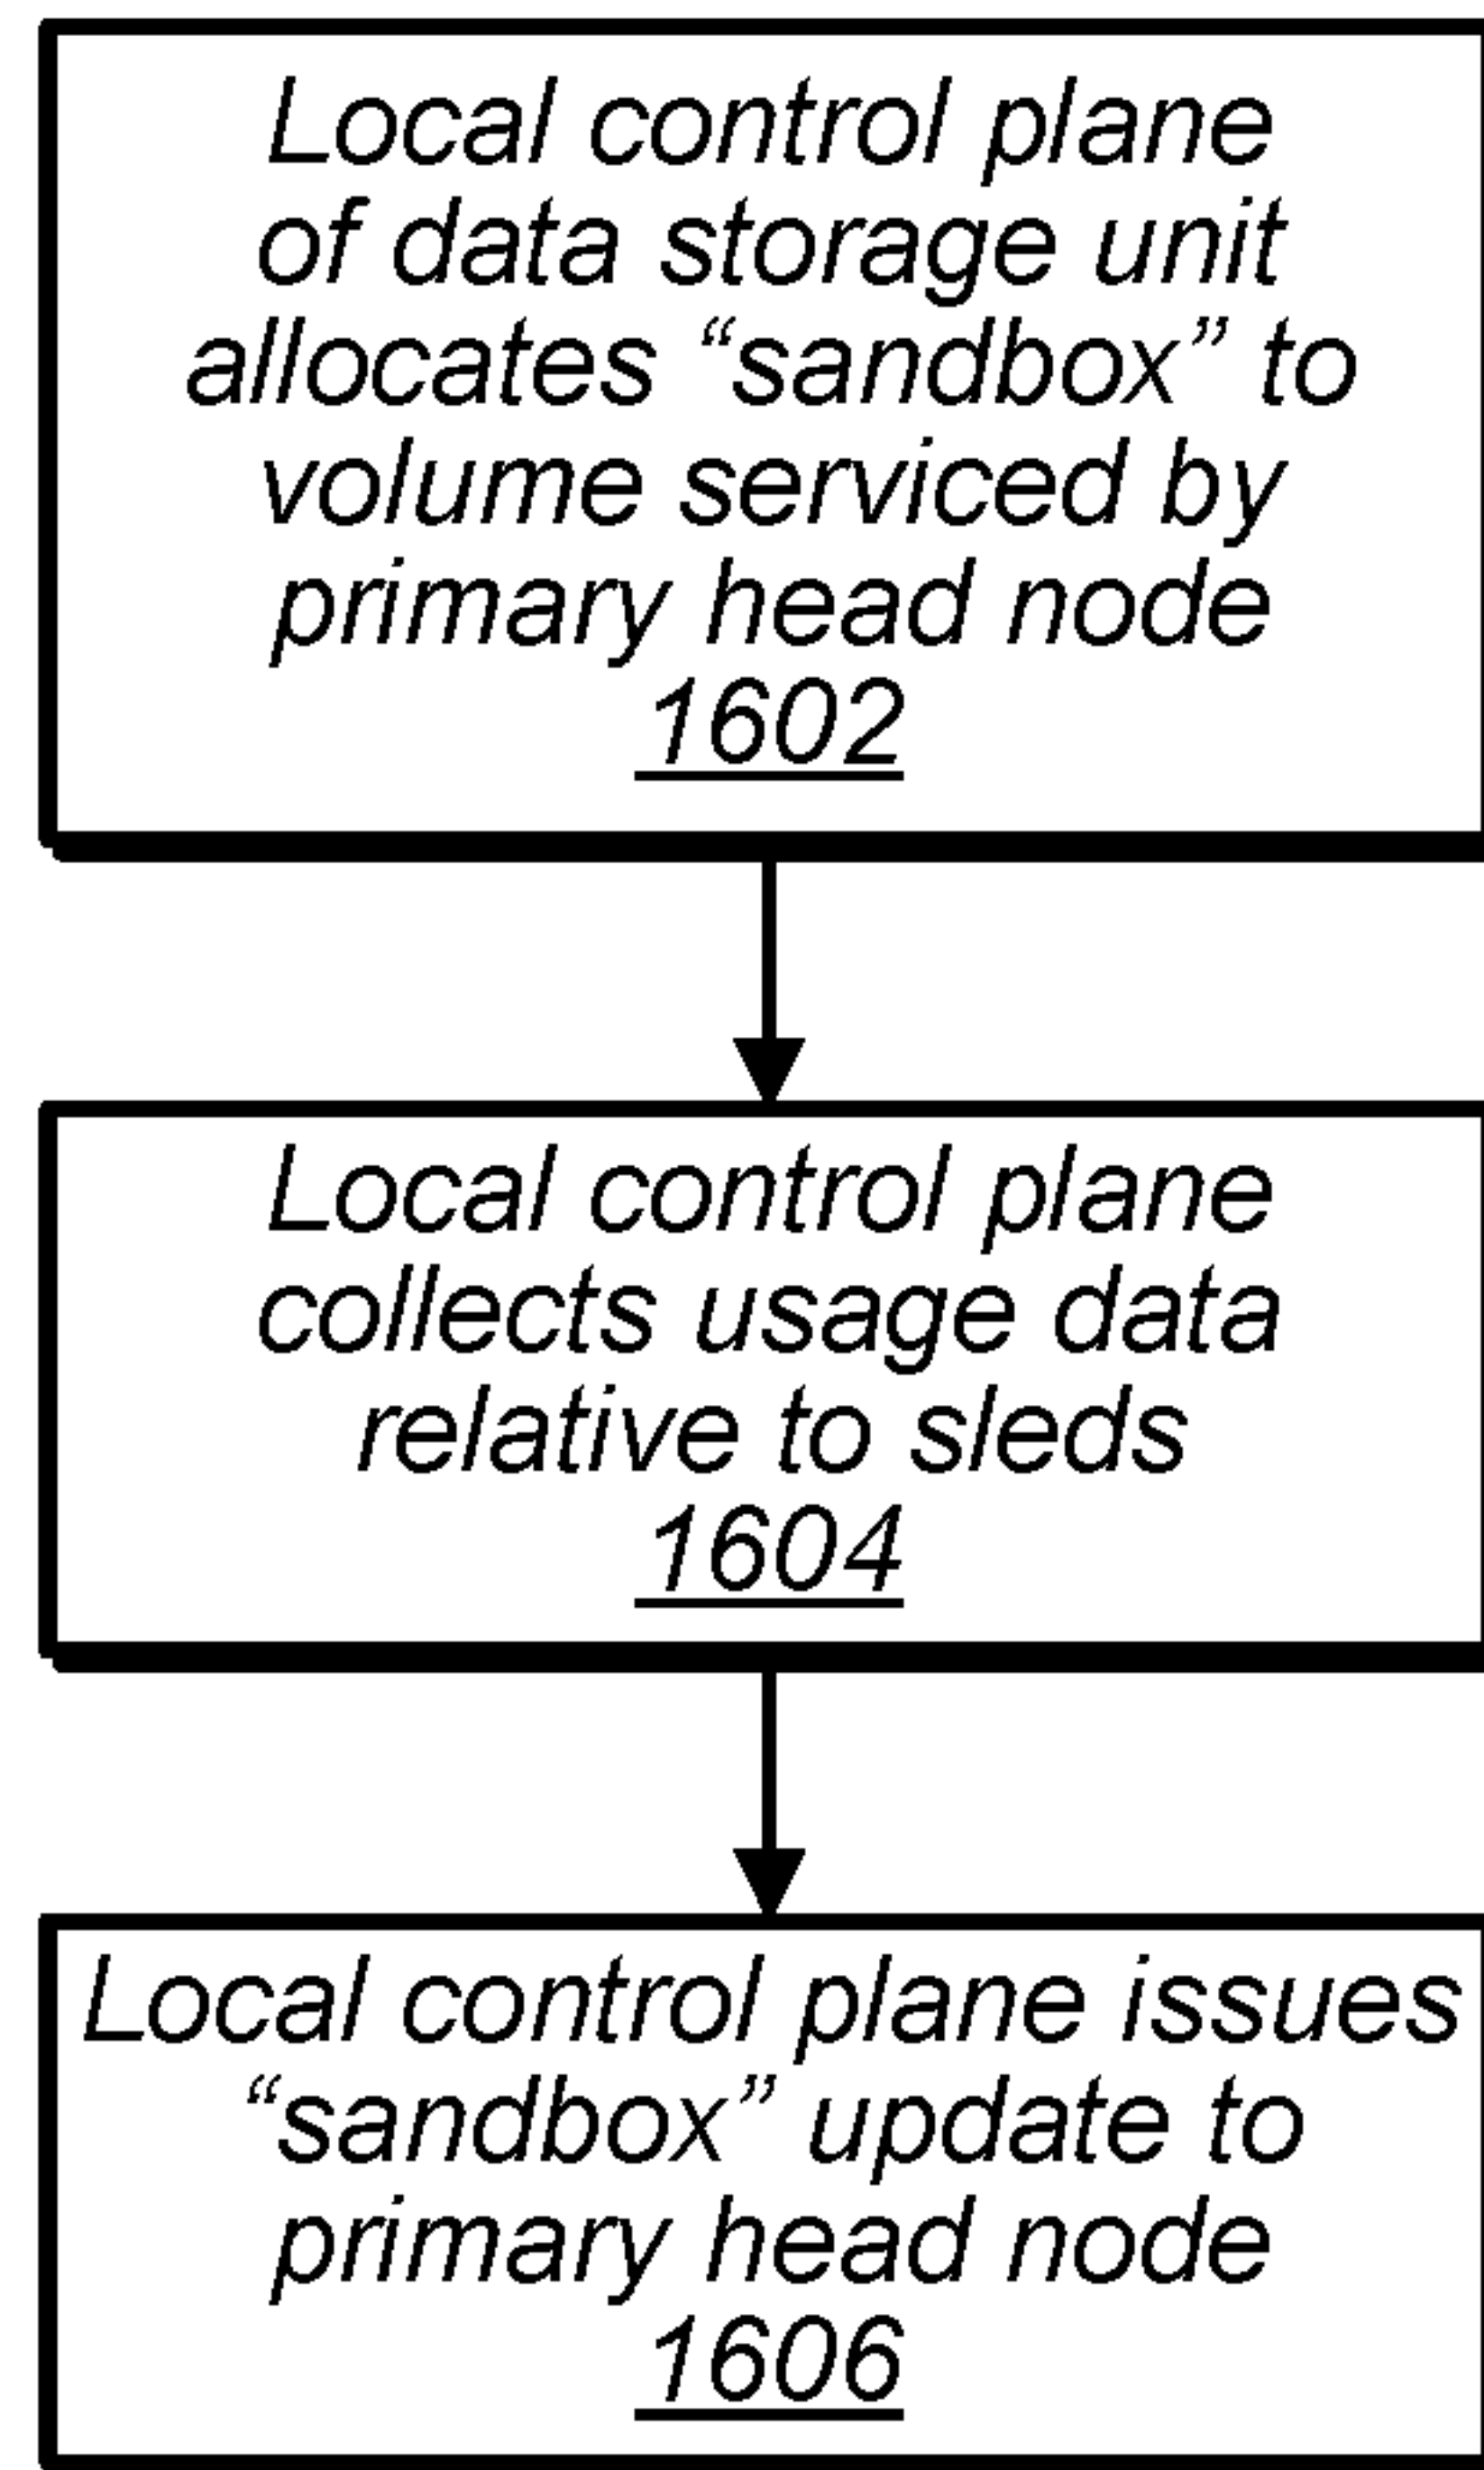 Local control plane
of data storage unit
allocates “sandbox” to
volume serviced by
primary head node
1602
Local control plane
collects usage data
relative to sleds
1604
Local control plane issues
“sandbox” update to
primary head node
1606